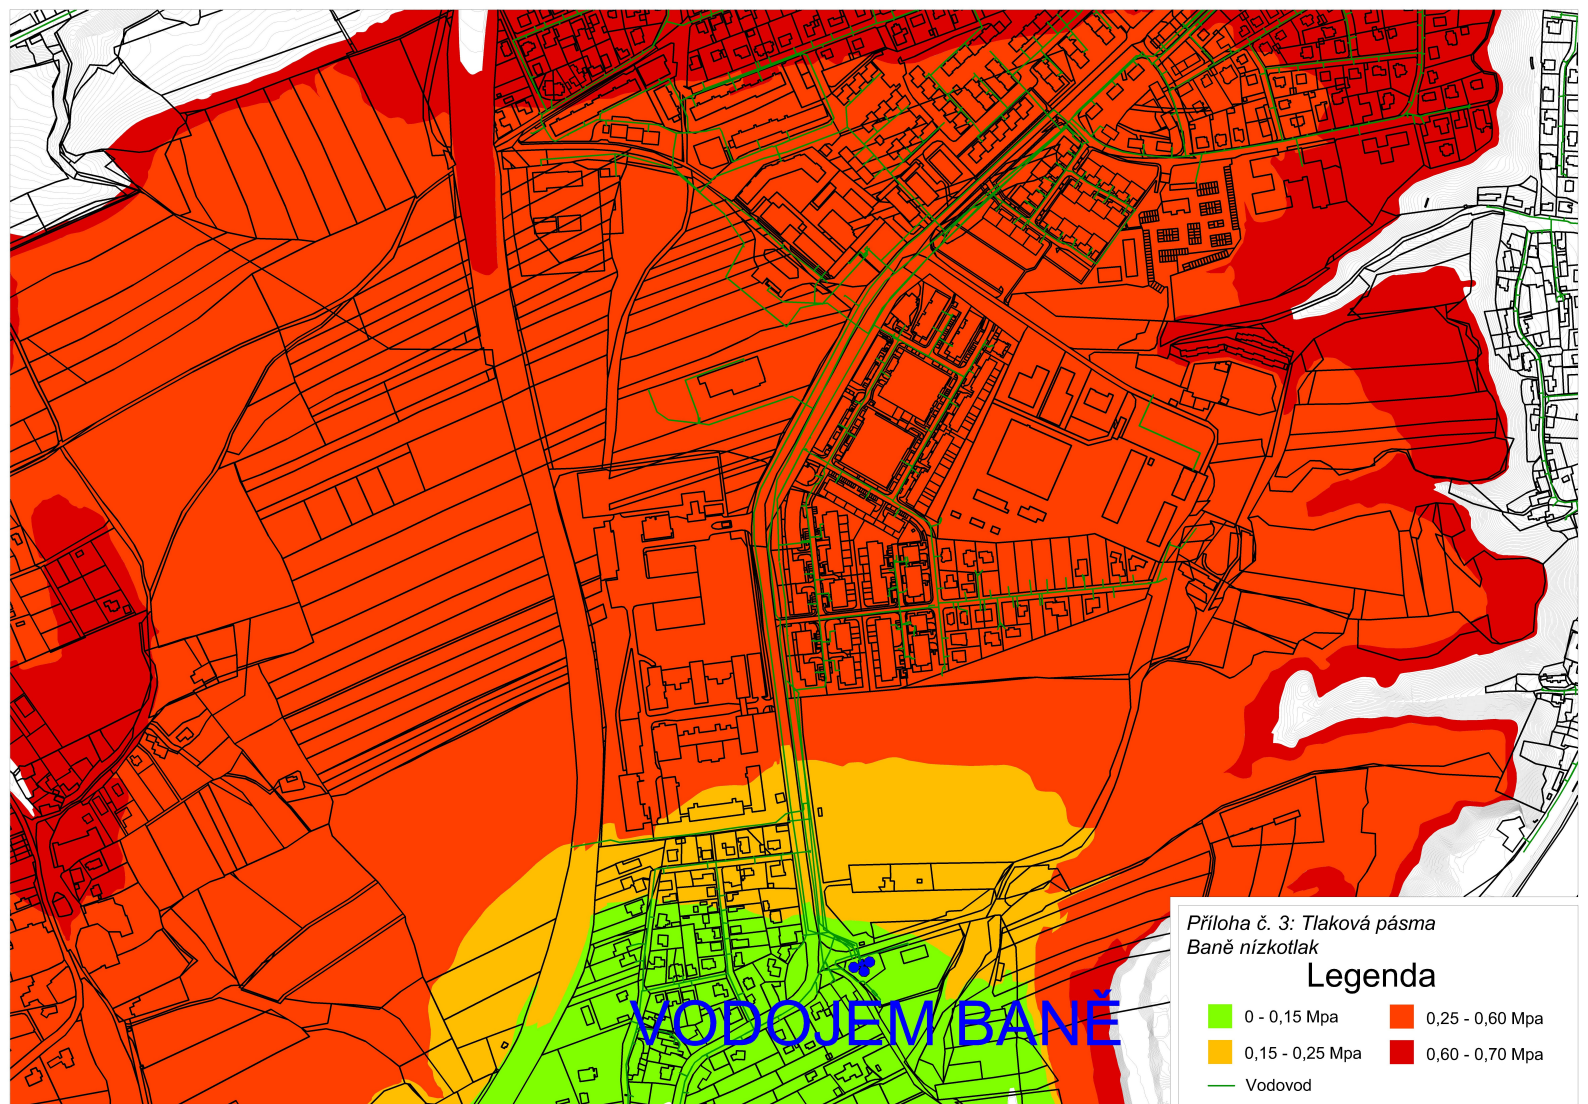 VODOJEM BANĚ
Příloha č. 3: Tlaková pásma
Baně nízkotlak
Legenda
0 - 0,15 Mpa
0,25 - 0,60 Mpa
0,15 - 0,25 Mpa
0,60 - 0,70 Mpa
Vodovod